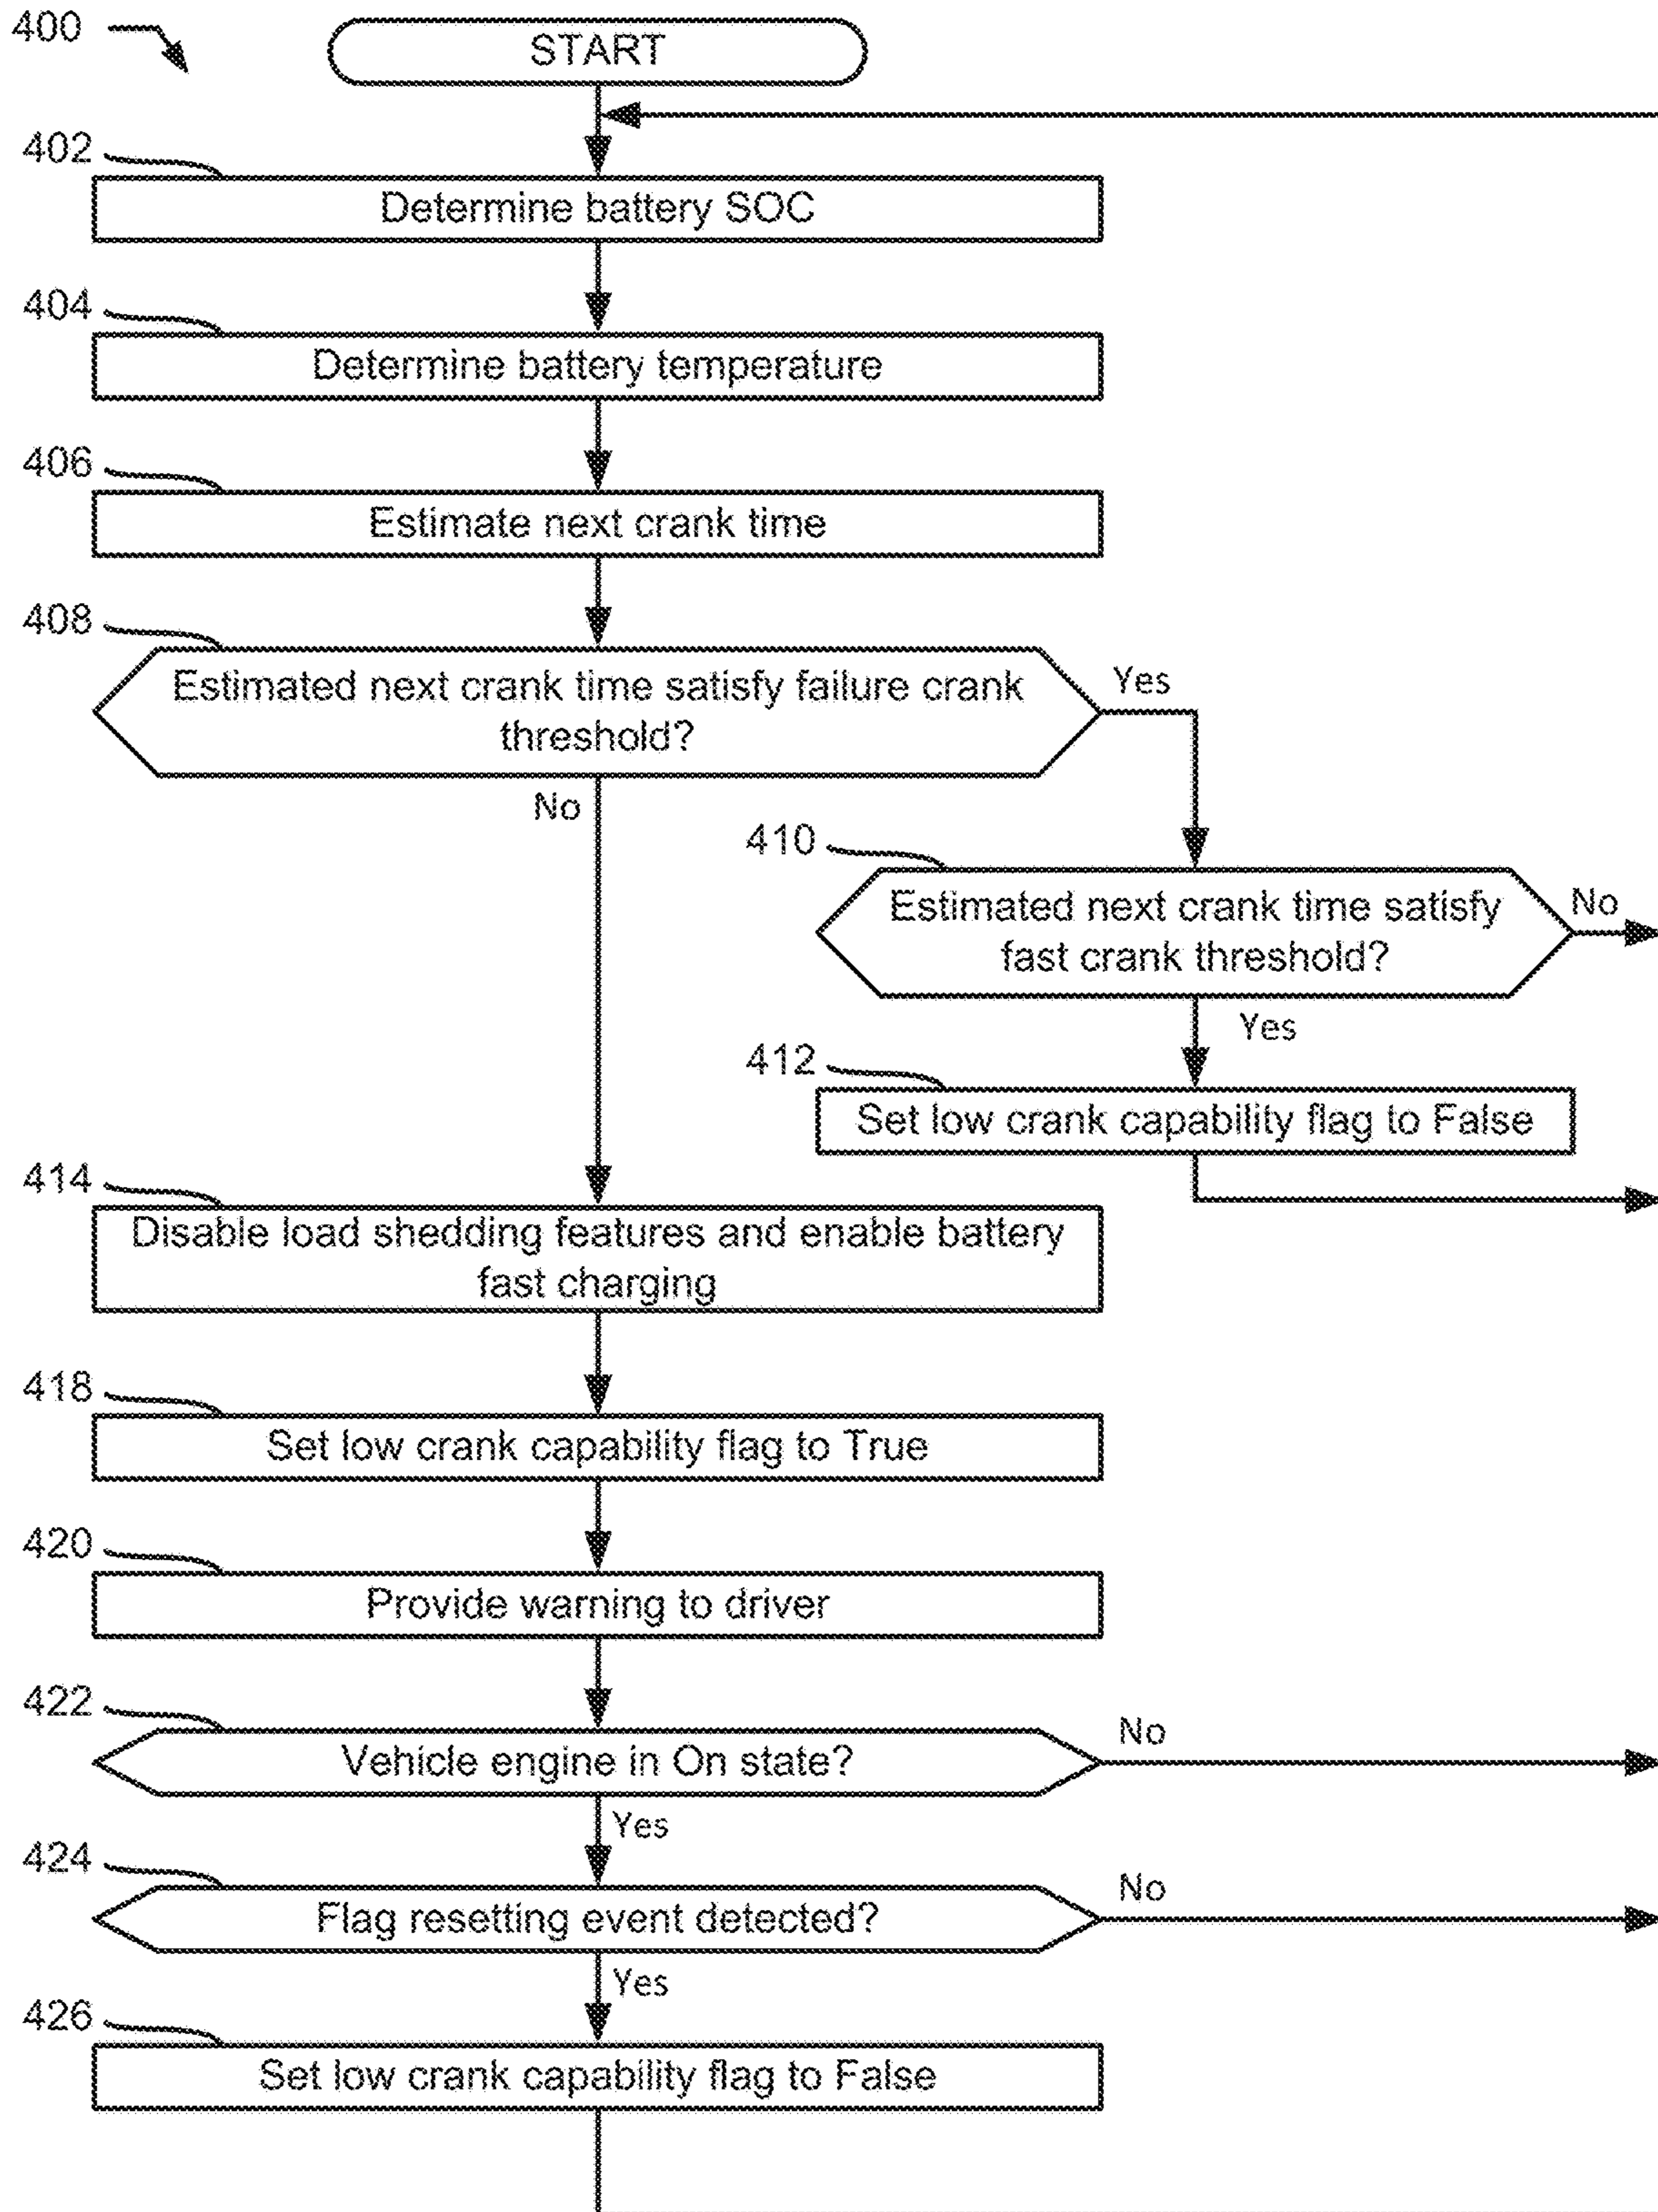 400
START
402
Determine battery SOC
404
Determine battery temperature
406
Estimate next crank time
408
Estimated next crank time satisfy failure crank
threshold?
Yes
No
410
Estimated next crank time satisfy
fast crank threshold?
No
Yes
412
Set low crank capability flag to False
414
Disable load shedding features and enable battery
fast charging
418
Set low crank capability flag to True
420
Provide warning to driver
422
Vehicle engine in On state?
No
Yes
424
Flag resetting event detected?
No
Yes
426
Set low crank capability flag to False